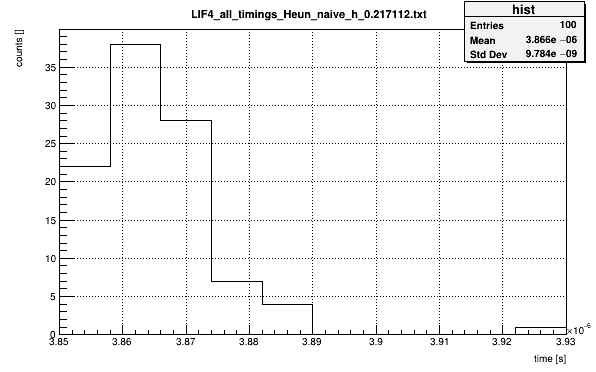 LIF4_all_timings_Heun_naive_h_0.217112.txt
hist
Entries 100
Mean 3.866e −06
Std Dev 9.784e −09
counts []
35
30
25
20
15
10
5
0
3.85 3.86 3.87 3.88 3.89 3.9 3.91 3.92 3.93
×10⁻⁶
time [s]